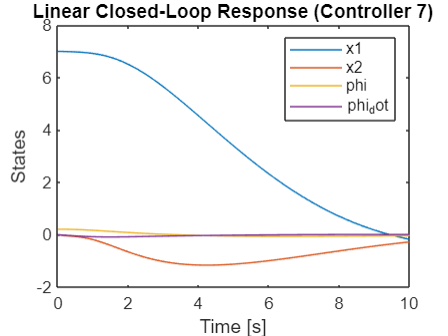 Linear Closed-Loop Response (Controller 7)
8
6
4
2
0
-2
States
0
2
4
6
8
10
Time [s]
x1
x2
phi
phi_dot